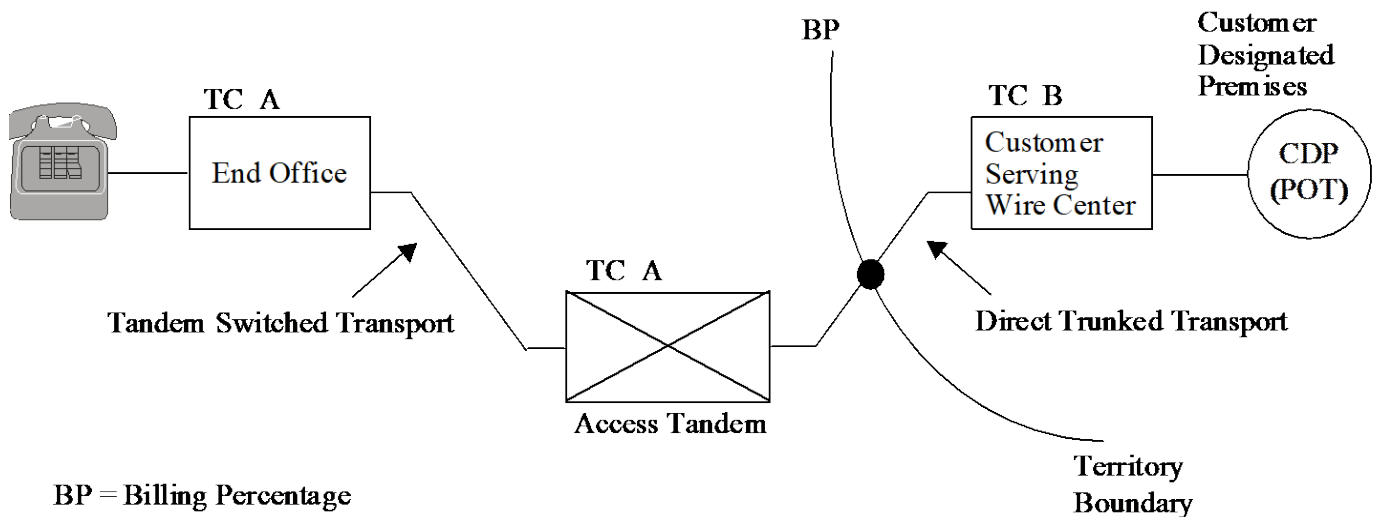 BP
Customer
Designated
Premises
TC A
TC B
End Office
Customer
Serving
Wire Center
CDP
(POT)
TC A
Tandem Switched Transport
Direct Trunked Transport
Access Tandem
Territory
Boundary
BP = Billing Percentage